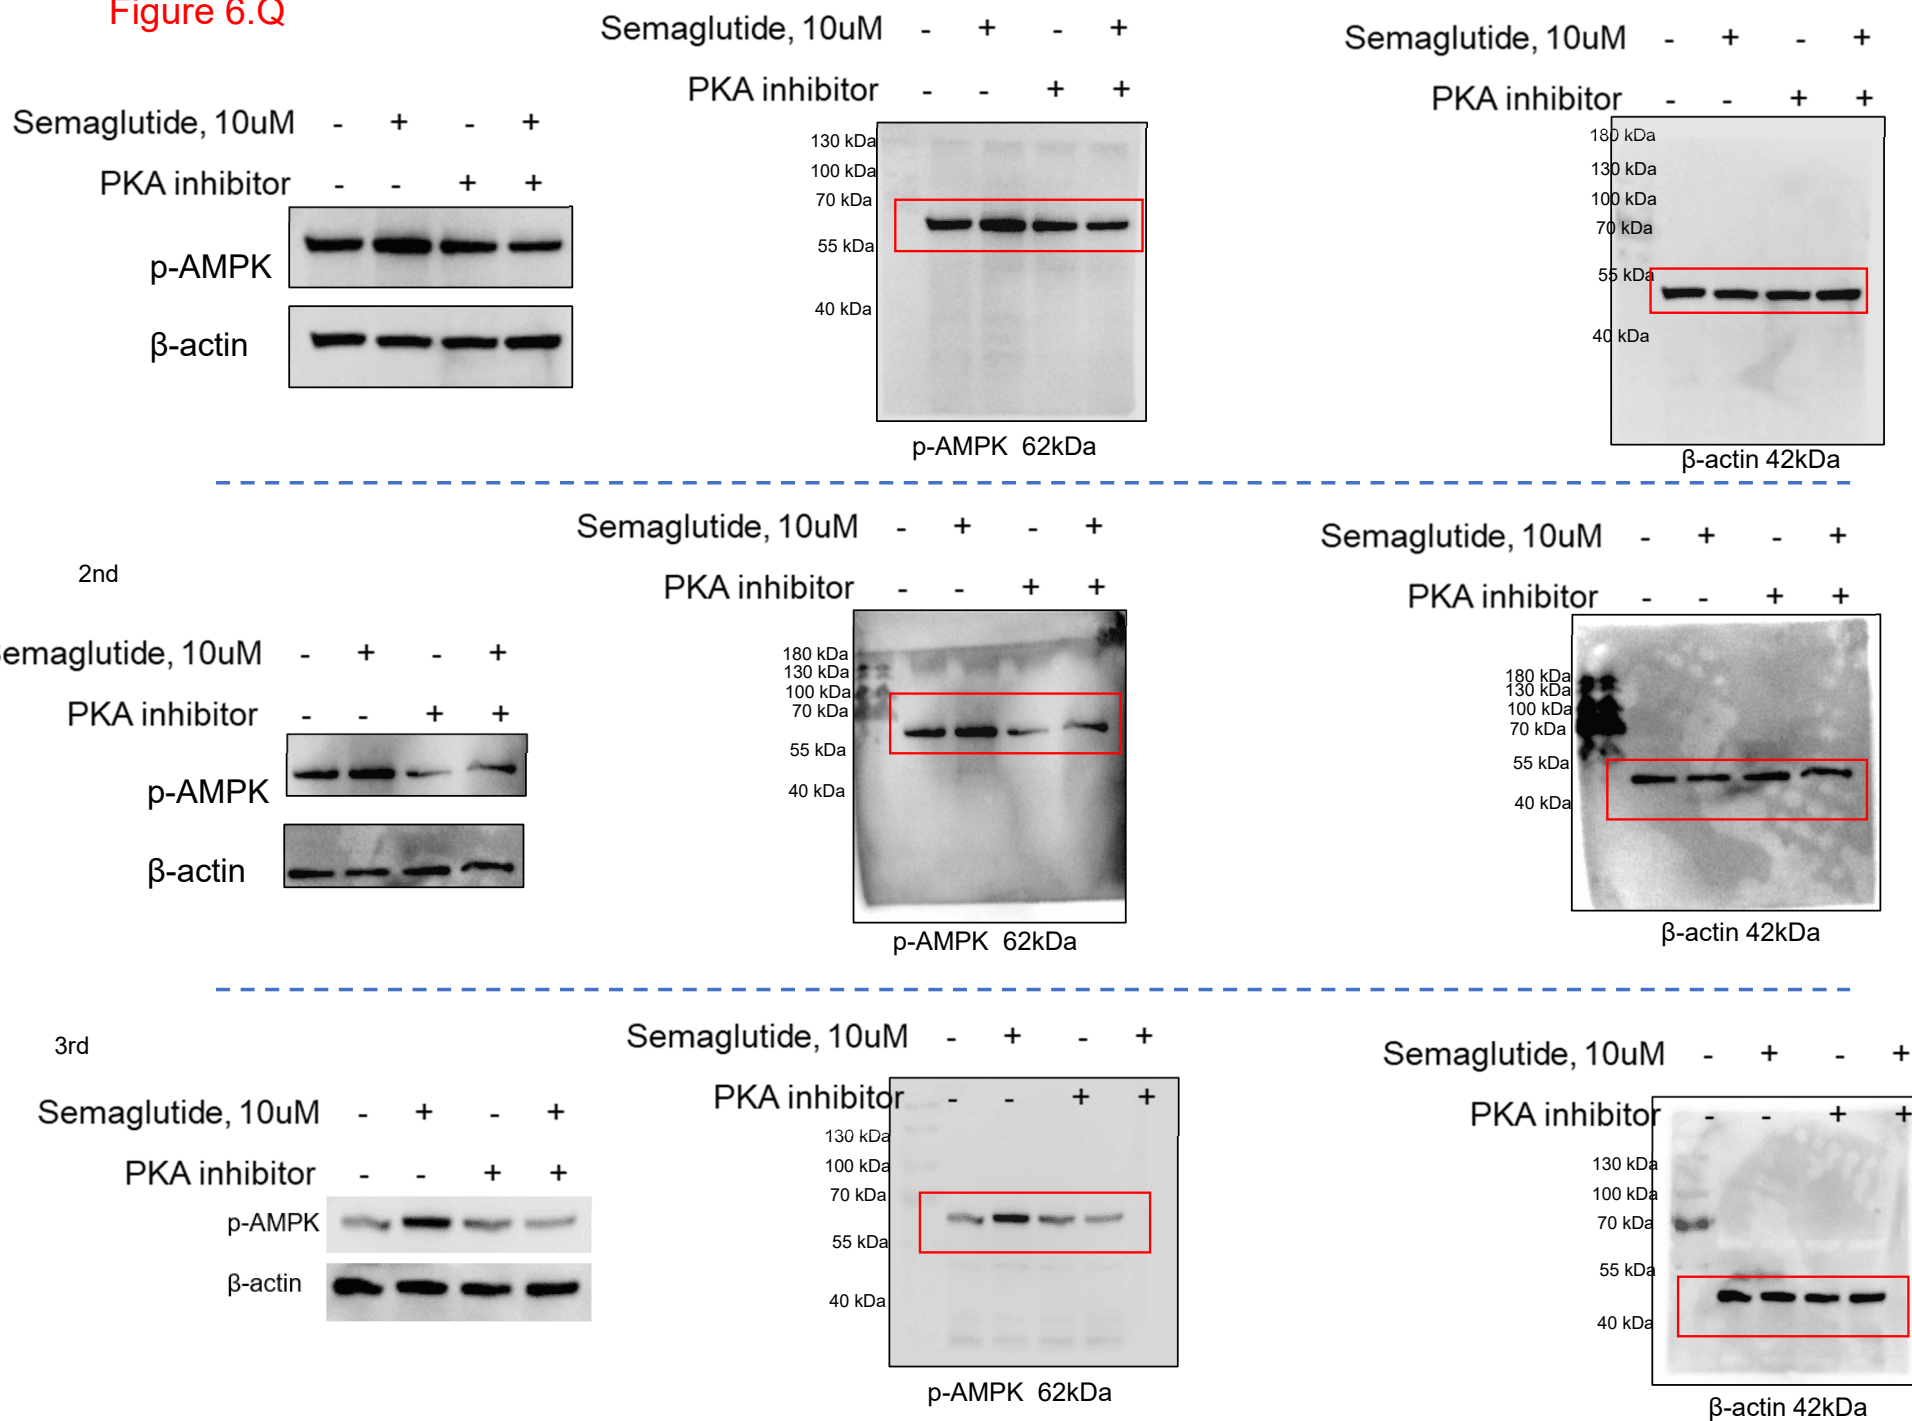 Figure 6.Q
Semaglutide, 10uM - + - +
PKA inhibitor - - + +
p-AMPK
β-actin
Semaglutide, 10uM - + - +
PKA inhibitor - - + +
130 kDa
100 kDa
70 kDa
55 kDa
40 kDa
p-AMPK 62kDa
Semaglutide, 10uM - + - +
PKA inhibitor - - + +
180 kDa
130 kDa
100 kDa
70 kDa
55 kDa
40 kDa
β-actin 42kDa
2nd
Semaglutide, 10uM - + - +
PKA inhibitor - - + +
p-AMPK
β-actin
Semaglutide, 10uM - + - +
PKA inhibitor - - + +
180 kDa
130 kDa
100 kDa
70 kDa
55 kDa
40 kDa
p-AMPK 62kDa
Semaglutide, 10uM - + - +
PKA inhibitor - - + +
180 kDa
130 kDa
100 kDa
70 kDa
55 kDa
40 kDa
β-actin 42kDa
3rd
Semaglutide, 10uM - + - +
PKA inhibitor - - + +
p-AMPK
β-actin
Semaglutide, 10uM - + - +
PKA inhibitor - - + +
130 kDa
100 kDa
70 kDa
55 kDa
40 kDa
p-AMPK 62kDa
Semaglutide, 10uM - + - +
PKA inhibitor - - + +
130 kDa
100 kDa
70 kDa
55 kDa
40 kDa
β-actin 42kDa